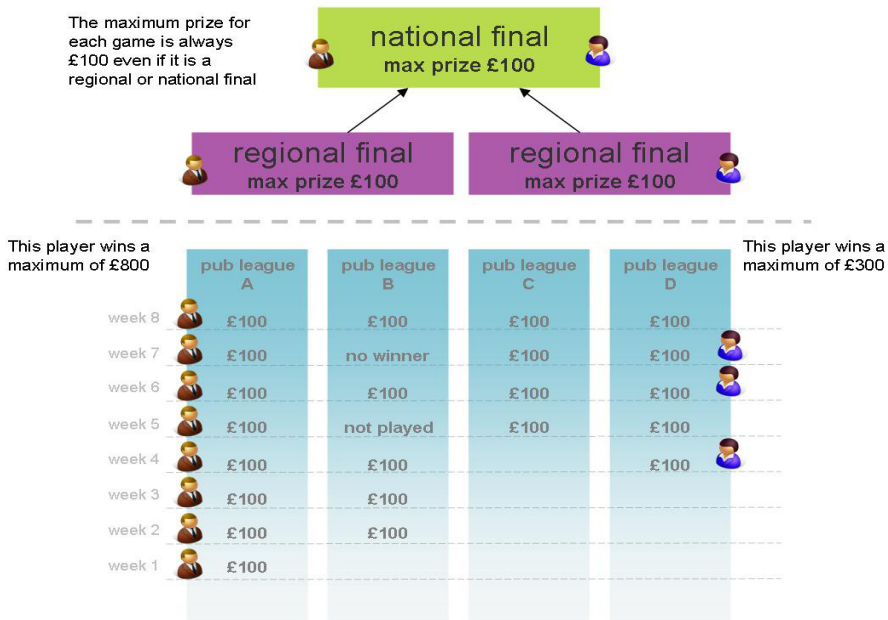 The maximum prize for
each game is always
£100 even if it is a
regional or national final
national final
max prize £100
regional final
max prize £100
regional final
max prize £100
This player wins a
maximum of £800
This player wins a
maximum of £300
pub league
A
pub league
B
pub league
C
pub league
D
week 8 £100 £100 £100 £100
week 7 £100 no winner £100 £100
week 6 £100 £100 £100 £100
week 5 £100 not played £100 £100
week 4 £100 £100 £100
week 3 £100 £100
week 2 £100 £100
week 1 £100